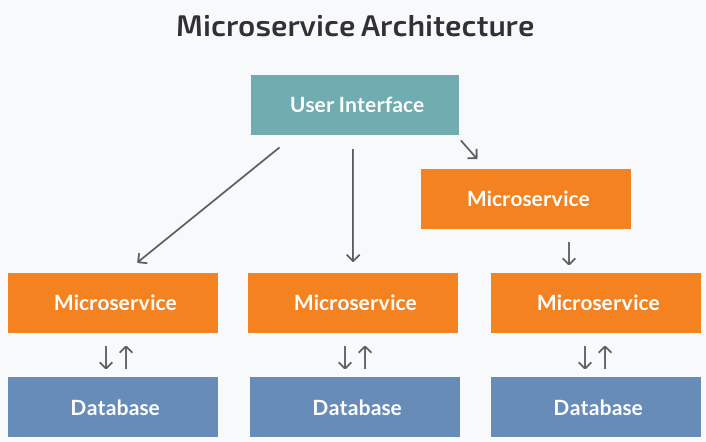 Microservice Architecture
User Interface
Microservice
Microservice
Microservice
Microservice
Database
Database
Database